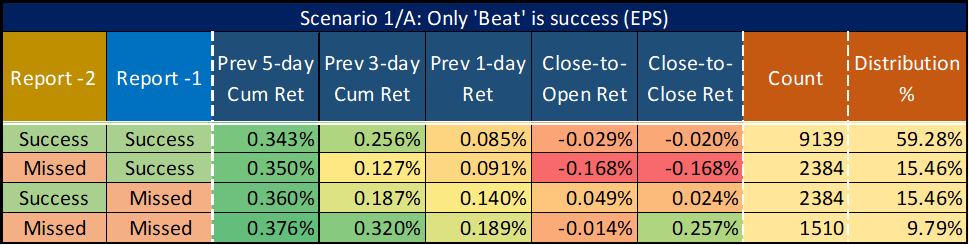 Scenario 1/A: Only 'Beat' is success (EPS)
Report -2 Report -1 Prev 5-day Cum Ret Prev 3-day Cum Ret Prev 1-day Ret Close-to-Open Ret Close-to-Close Ret Count Distribution %
Success Success 0.343% 0.256% 0.085% -0.029% -0.020% 9139 59.28%
Missed Success 0.350% 0.127% 0.091% -0.168% -0.168% 2384 15.46%
Success Missed 0.360% 0.187% 0.140% 0.049% 0.024% 2384 15.46%
Missed Missed 0.376% 0.320% 0.189% -0.014% 0.257% 1510 9.79%